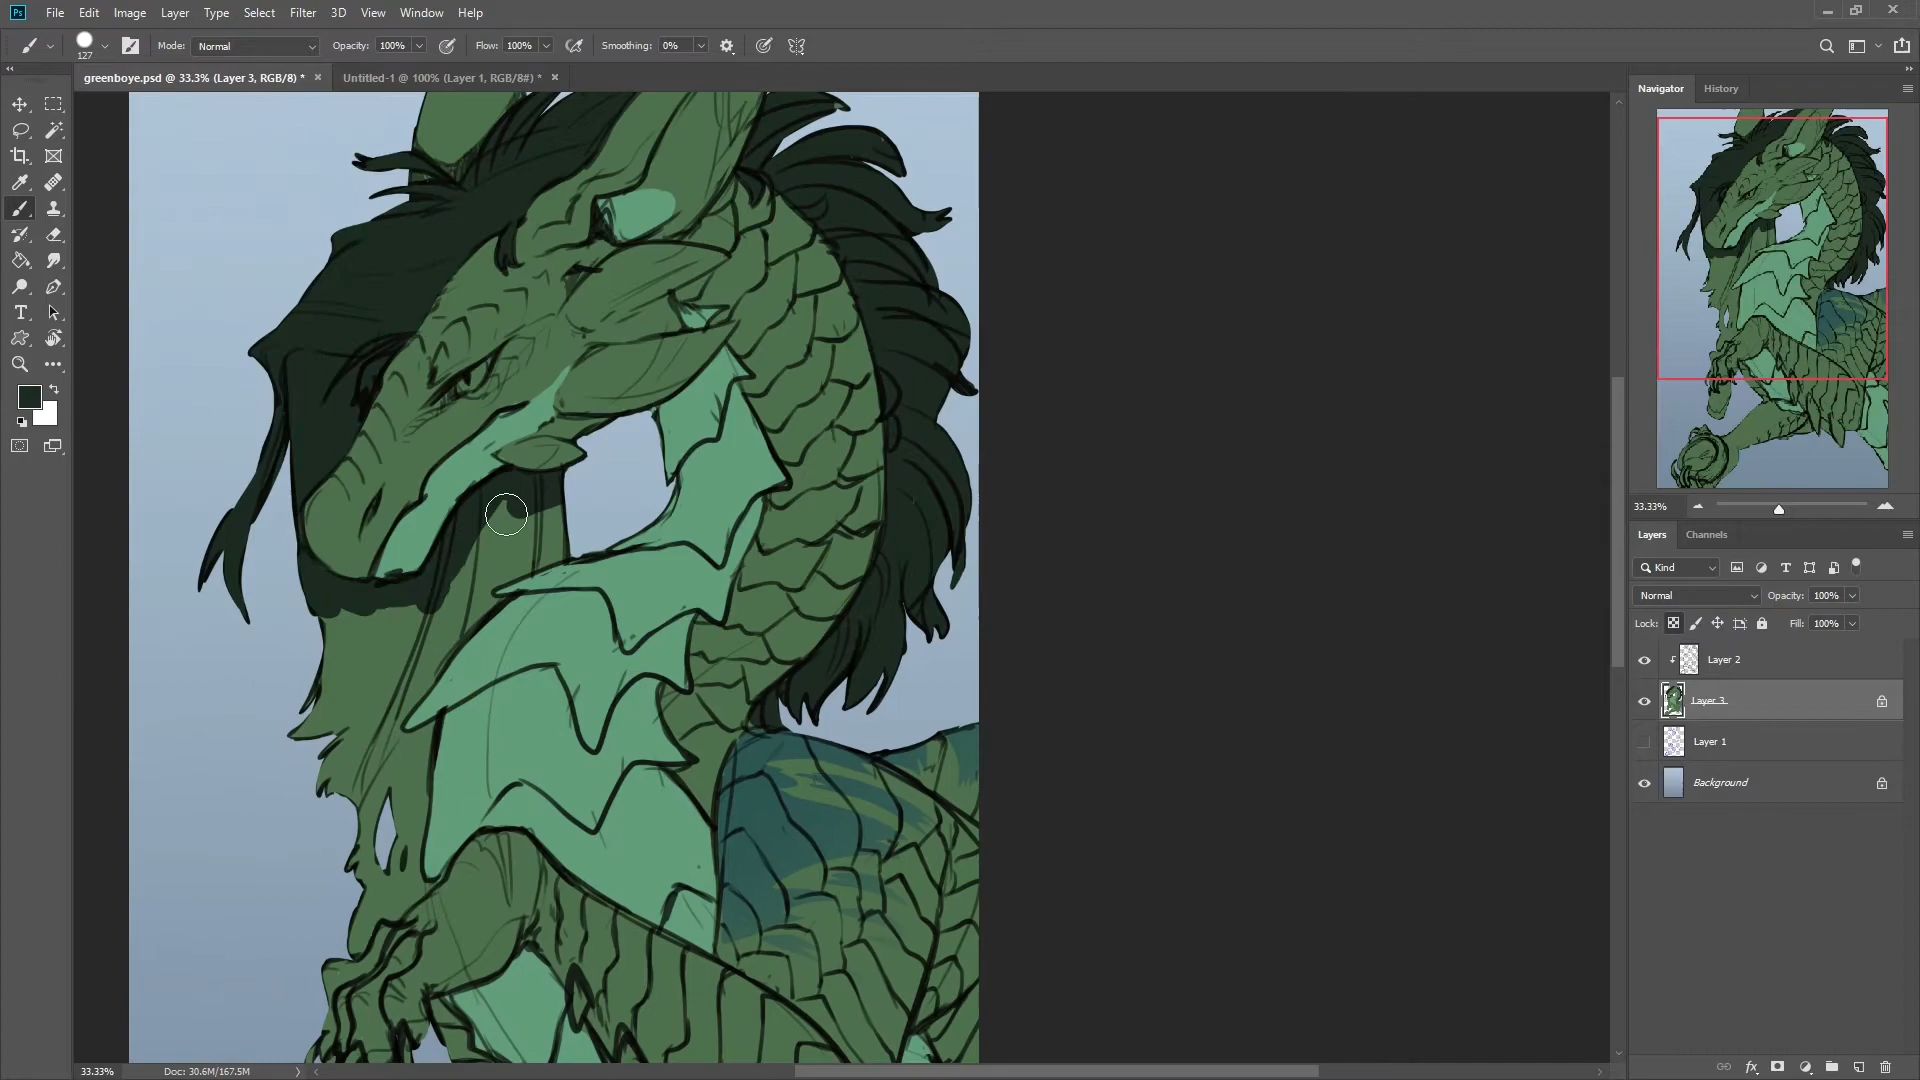 Ps File Edit Image Layer Type Select Filter 3D View Window Help
127 Mode: Normal Opacity: 100% Flow: 100% Smoothing: 0%
greenboye.psd @ 33.3% (Layer 3, RGB/8) * × Untitled-1 @ 100% (Layer 1, RGB/8#) * ×
Navigator History
33.33%
Layers Channels
Kind
Normal Opacity: 100%
Lock: Fill: 100%
Layer 2
Layer 3
Layer 1
Background
33.33% Doc: 30.6M/167.5M